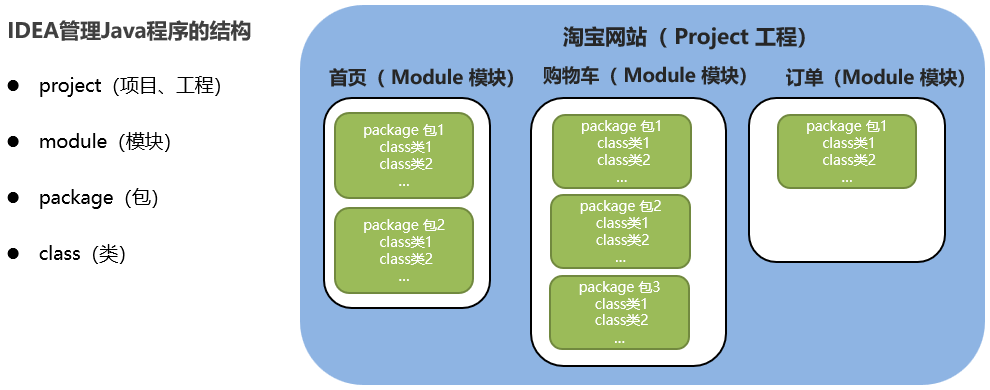 IDEA管理Java程序的结构
project（项目、工程）
module（模块）
package（包）
class（类）
淘宝网站（ Project 工程）
首页（ Module 模块）
package 包1
class类1
class类2
...
package 包2
class类1
class类2
...
购物车（ Module 模块）
package 包1
class类1
class类2
...
package 包2
class类1
class类2
...
package 包3
class类1
class类2
...
订单（Module 模块）
package 包1
class类1
class类2
...